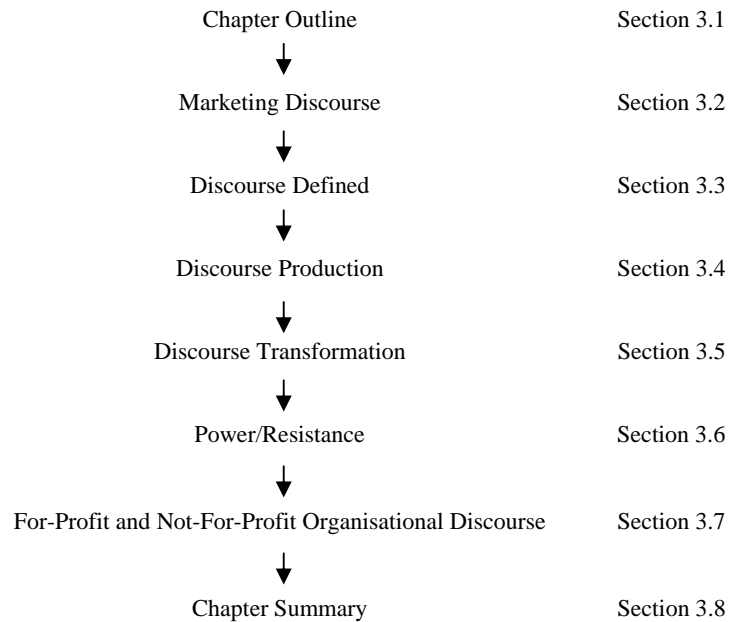 Chapter Outline Section 3.1
Marketing Discourse Section 3.2
Discourse Defined Section 3.3
Discourse Production Section 3.4
Discourse Transformation Section 3.5
Power/Resistance Section 3.6
For-Profit and Not-For-Profit Organisational Discourse Section 3.7
Chapter Summary Section 3.8